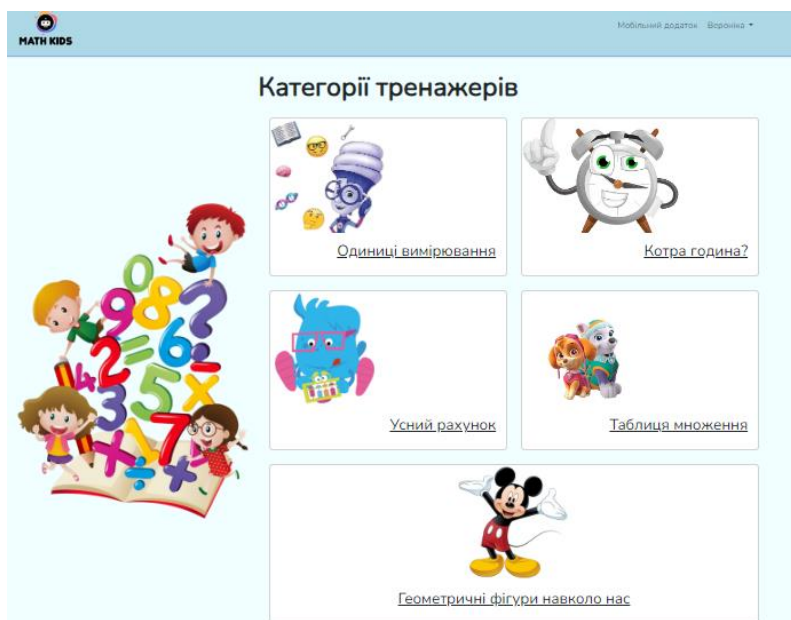 MATH KIDS
Мобільний додаток Вероніка
Категорії тренажерів
Одиниці вимірювання
Котра година?
Усний рахунок
Таблиця множення
Геометричні фігури навколо нас